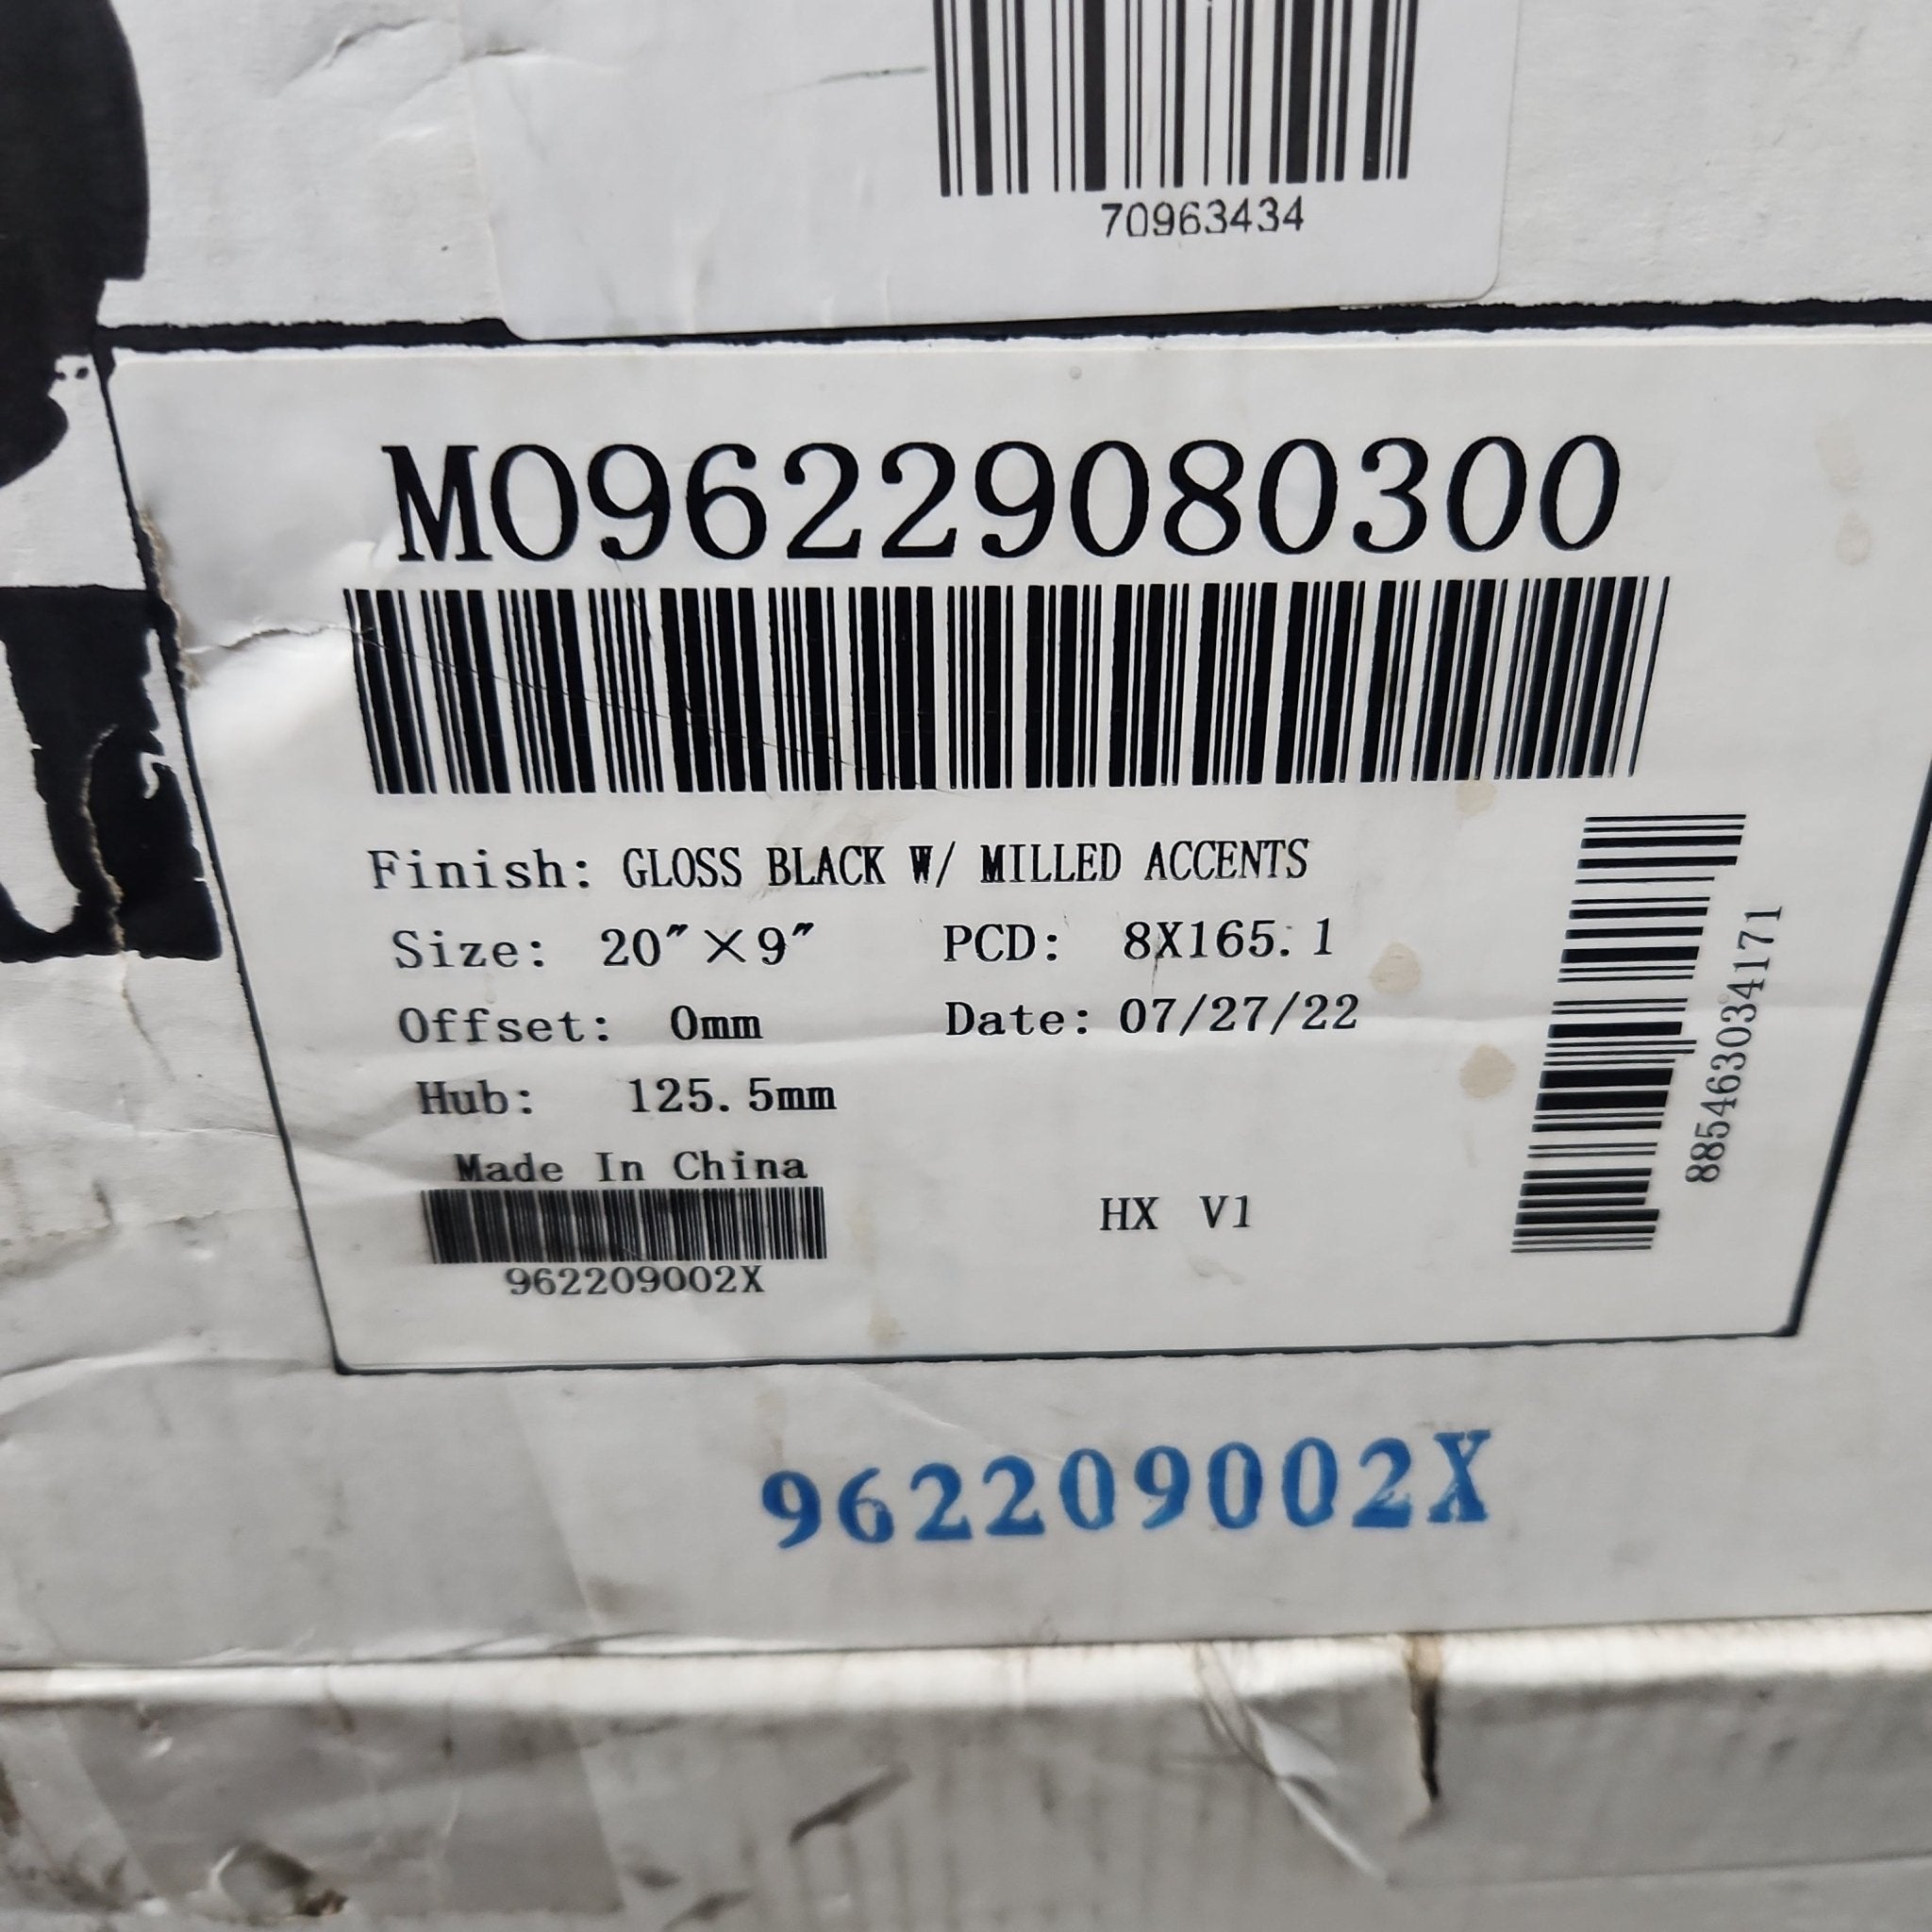 70963434
MO96229080300
Finish: GLOSS BLACK W/ MILLED ACCENTS
Size: 20"×9" PCD: 8X165.1
Offset: 0mm Date: 07/27/22
Hub: 125.5mm
Made In China
962209002X
HX V1
885463034171
962209002X